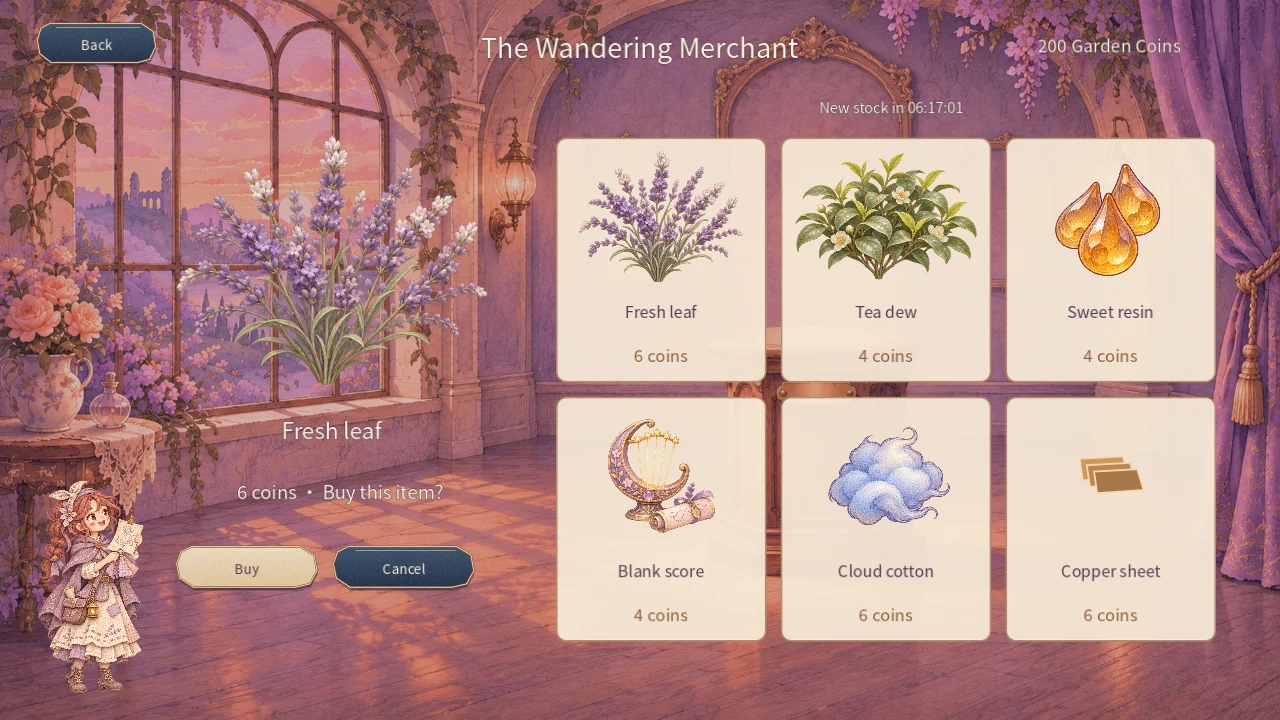 Back
The Wandering Merchant
200 Garden Coins
New stock in 06:17:01
Fresh leaf
6 coins
Tea dew
4 coins
Sweet resin
4 coins
Blank score
4 coins
Cloud cotton
6 coins
Copper sheet
6 coins
Fresh leaf
6 coins · Buy this item?
Buy
Cancel